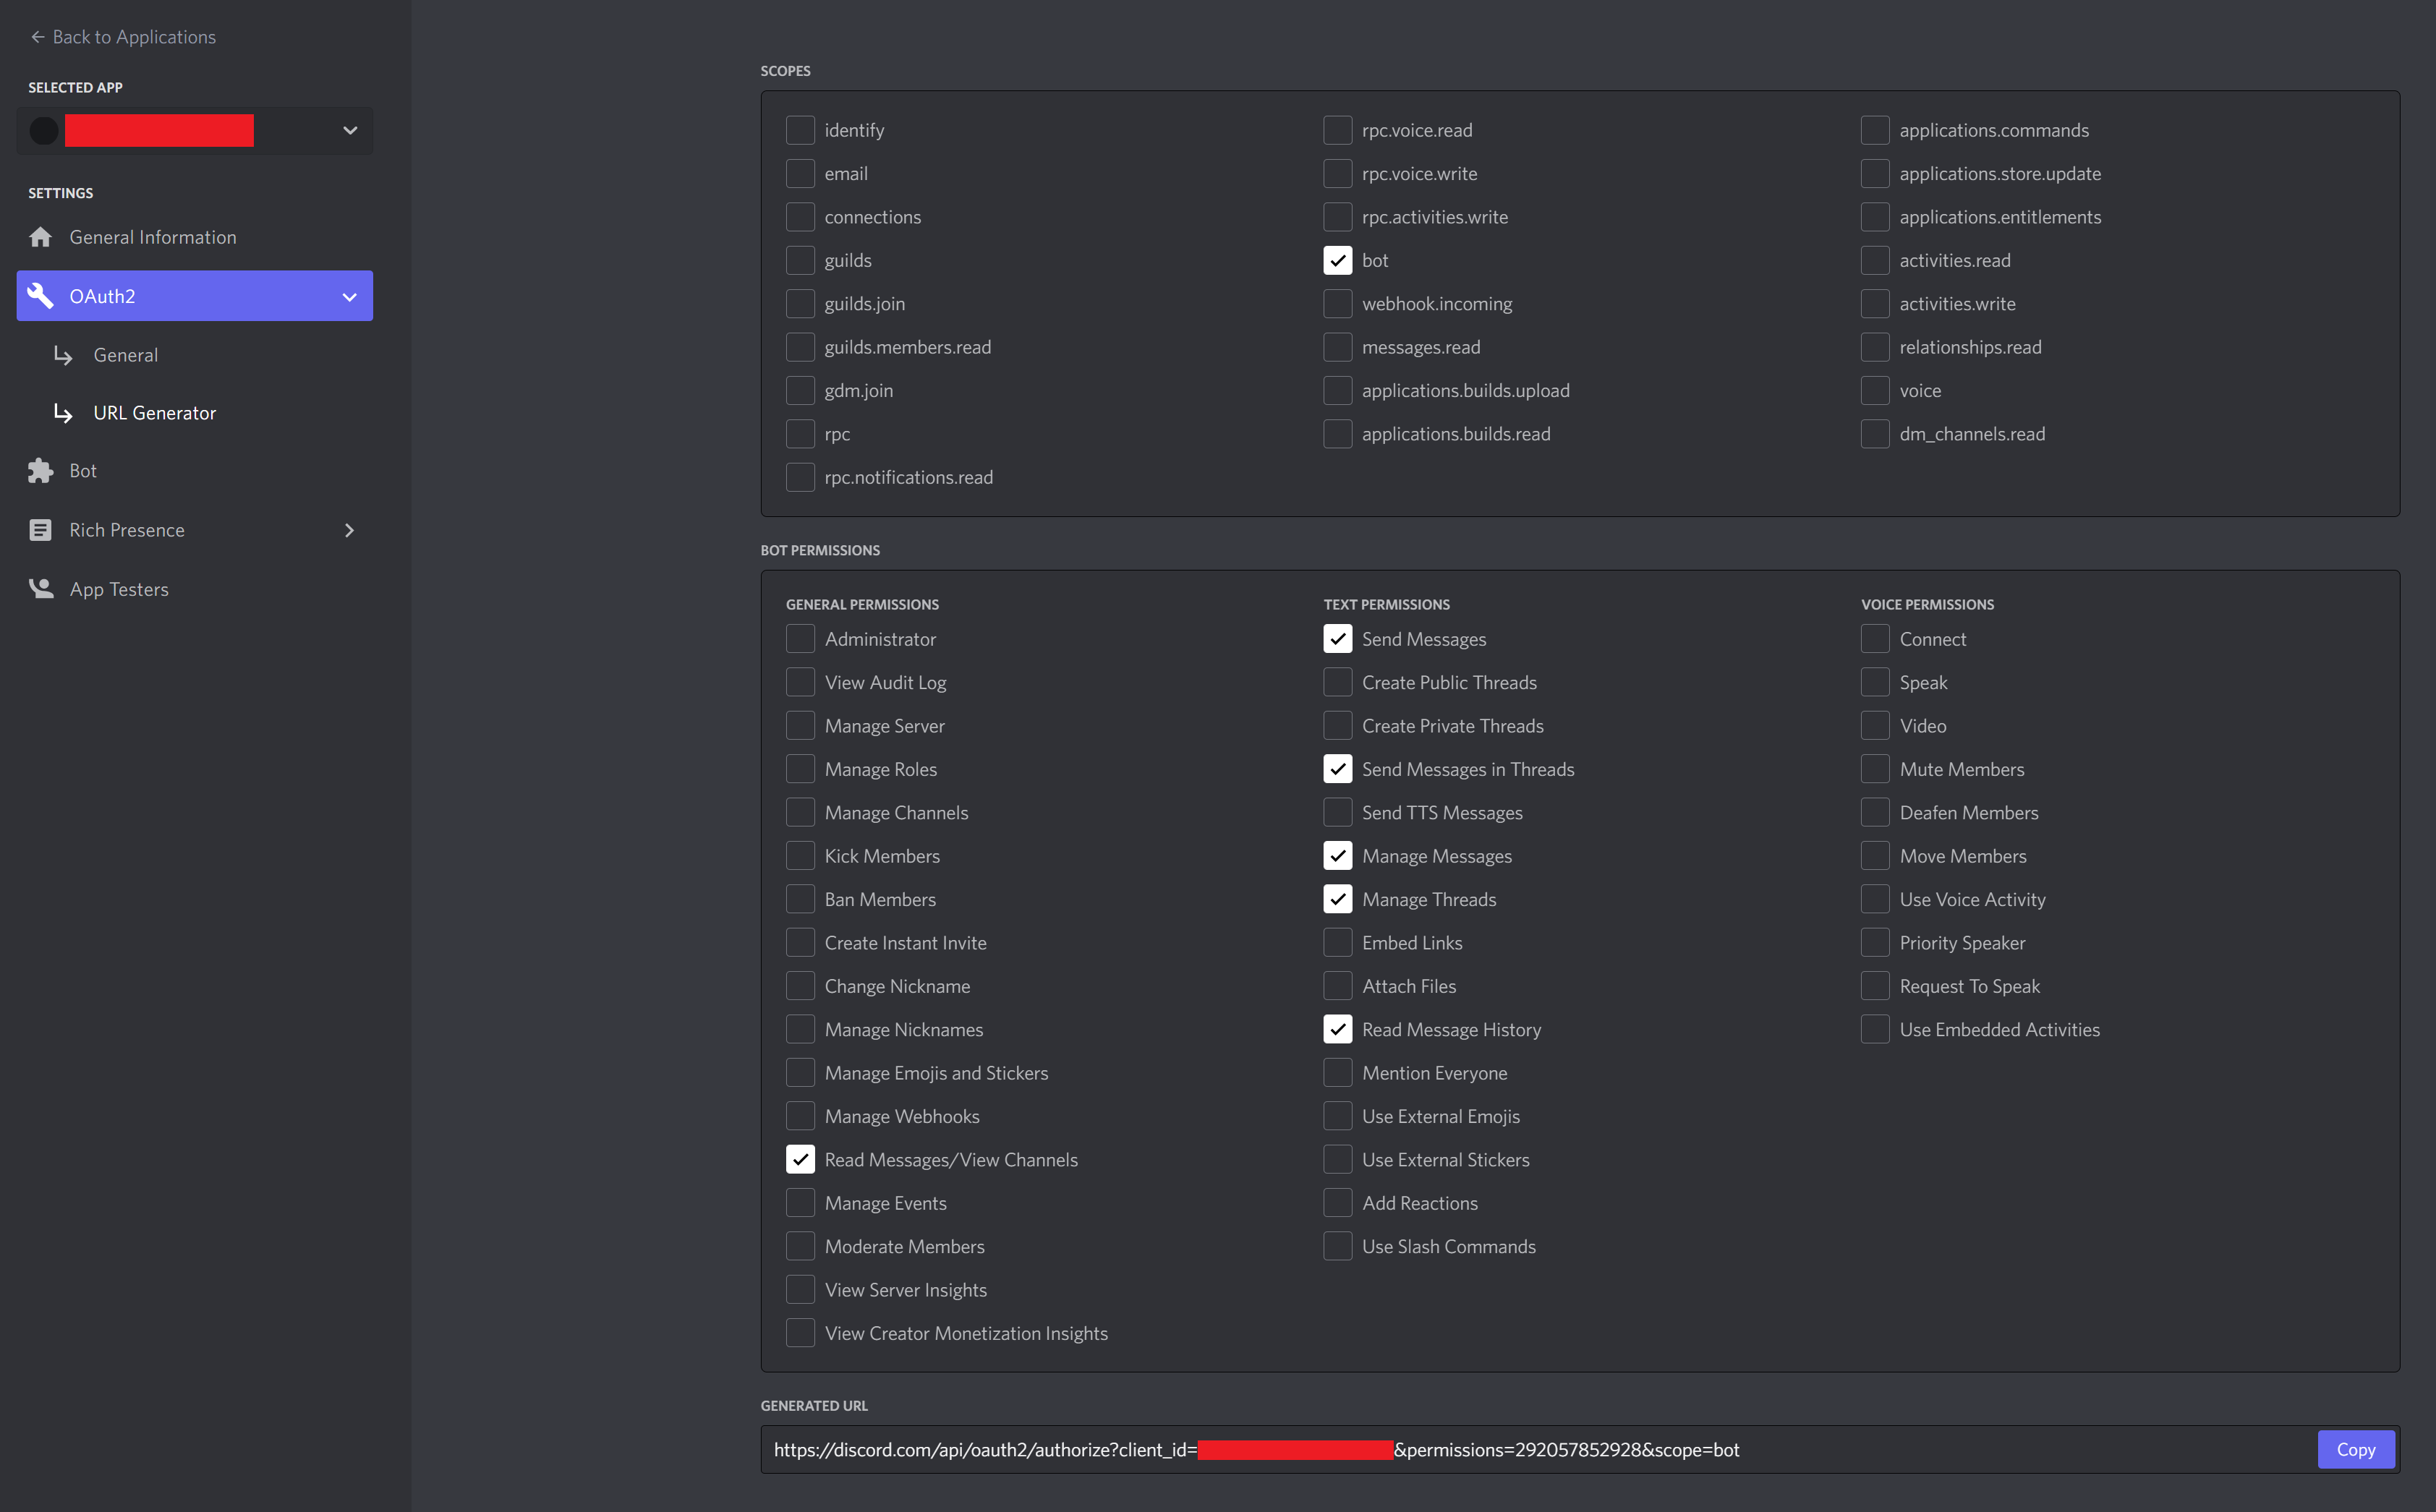 ← Back to Applications
SELECTED APP
SETTINGS
General Information
OAuth2
General
URL Generator
Bot
Rich Presence
App Testers
SCOPES
identify
email
connections
guilds
guilds.join
guilds.members.read
gdm.join
rpc
rpc.notifications.read
rpc.voice.read
rpc.voice.write
rpc.activities.write
bot
webhook.incoming
messages.read
applications.builds.upload
applications.builds.read
applications.commands
applications.store.update
applications.entitlements
activities.read
activities.write
relationships.read
voice
dm_channels.read
BOT PERMISSIONS
GENERAL PERMISSIONS
Administrator
View Audit Log
Manage Server
Manage Roles
Manage Channels
Kick Members
Ban Members
Create Instant Invite
Change Nickname
Manage Nicknames
Manage Emojis and Stickers
Manage Webhooks
Read Messages/View Channels
Manage Events
Moderate Members
View Server Insights
View Creator Monetization Insights
TEXT PERMISSIONS
Send Messages
Create Public Threads
Create Private Threads
Send Messages in Threads
Send TTS Messages
Manage Messages
Manage Threads
Embed Links
Attach Files
Read Message History
Mention Everyone
Use External Emojis
Use External Stickers
Add Reactions
Use Slash Commands
VOICE PERMISSIONS
Connect
Speak
Video
Mute Members
Deafen Members
Move Members
Use Voice Activity
Priority Speaker
Request To Speak
Use Embedded Activities
GENERATED URL
https://discord.com/api/oauth2/authorize?client_id= &permissions=292057852928&scope=bot
Copy